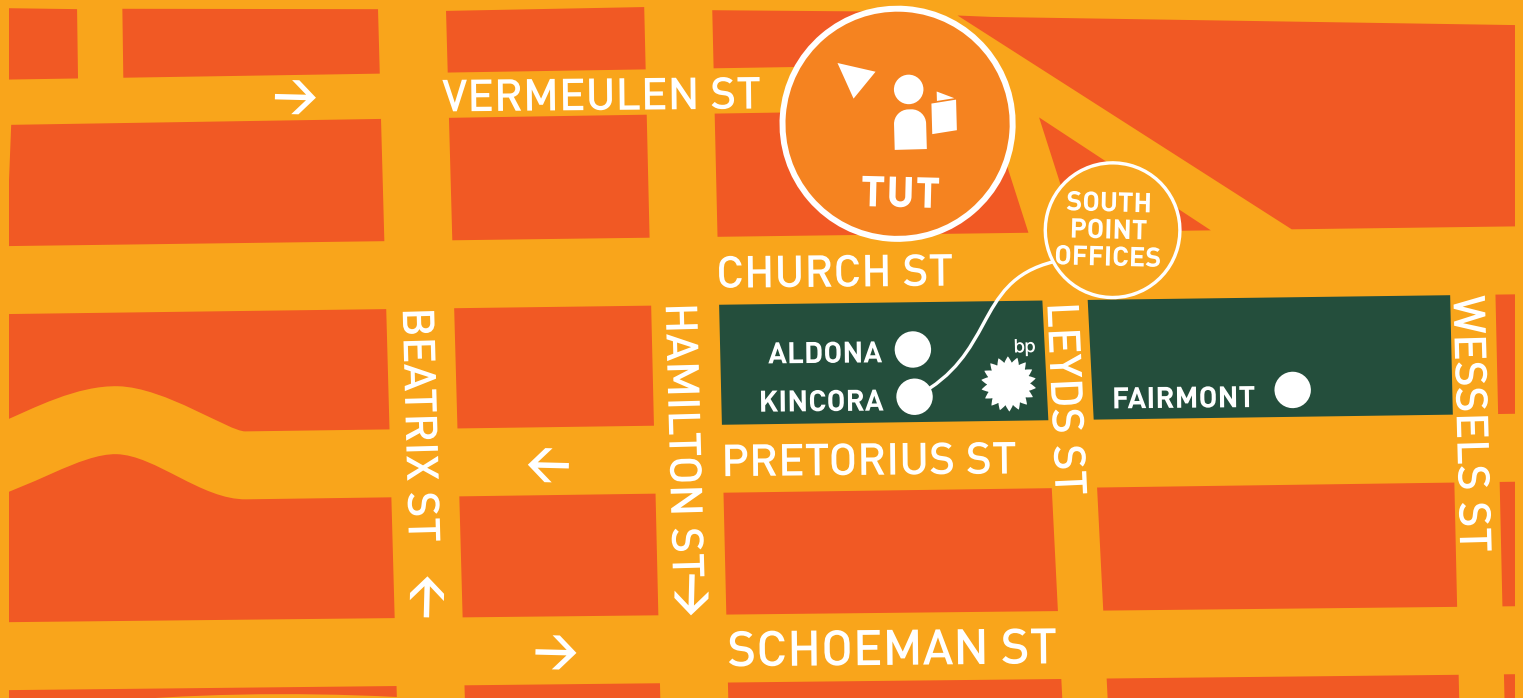 VERMEULEN ST
TUT
SOUTH
POINT
OFFICES
CHURCH ST
BEATRIX ST
HAMILTON ST
ALDONA
KINCORA
bp
LEYDS ST
FAIRMONT
WESSELS ST
PRETORIUS ST
SCHOEMAN ST